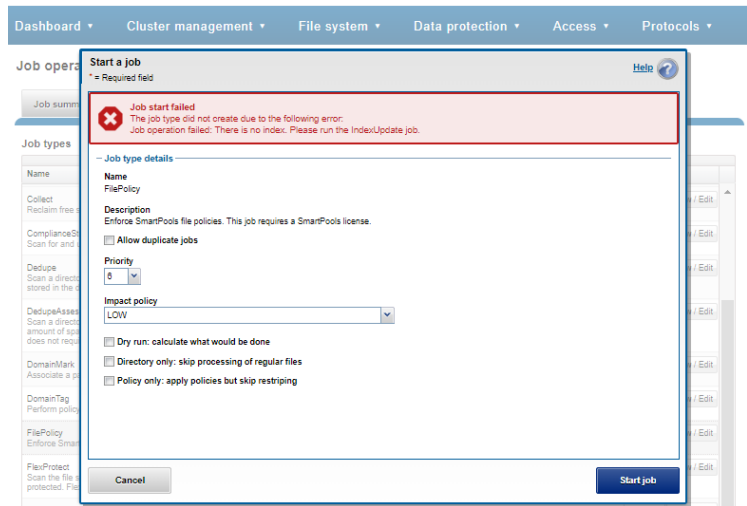 Dashboard
Cluster management
File system
Data protection
Access
Protocols
Job opera
Start a job
* = Required field
Help
Job summ
Job start failed
The job type did not create due to the following error:
Job operation failed: There is no index. Please run the IndexUpdate job.
Job types
Name
Collect
Reclaim free s
ComplianceSt
Scan for and
Dedupe
Scan a direct
stored in the d
DedupeAsses
Scan a direct
amount of spa
does not requ
DomainMark
Associate a pa
DomainTag
Perform policy
FilePolicy
Enforce Smar
FlexProtect
Scan the file s
protected. Fle
Job type details
Name
FilePolicy
Description
Enforce SmartPools file policies. This job requires a SmartPools license.
Allow duplicate jobs
Priority
6
Impact policy
LOW
Dry run: calculate what would be done
Directory only: skip processing of regular files
Policy only: apply policies but skip restriping
Cancel
Start job
/ Edit
/ Edit
/ Edit
/ Edit
/ Edit
/ Edit
/ Edit
/ Edit